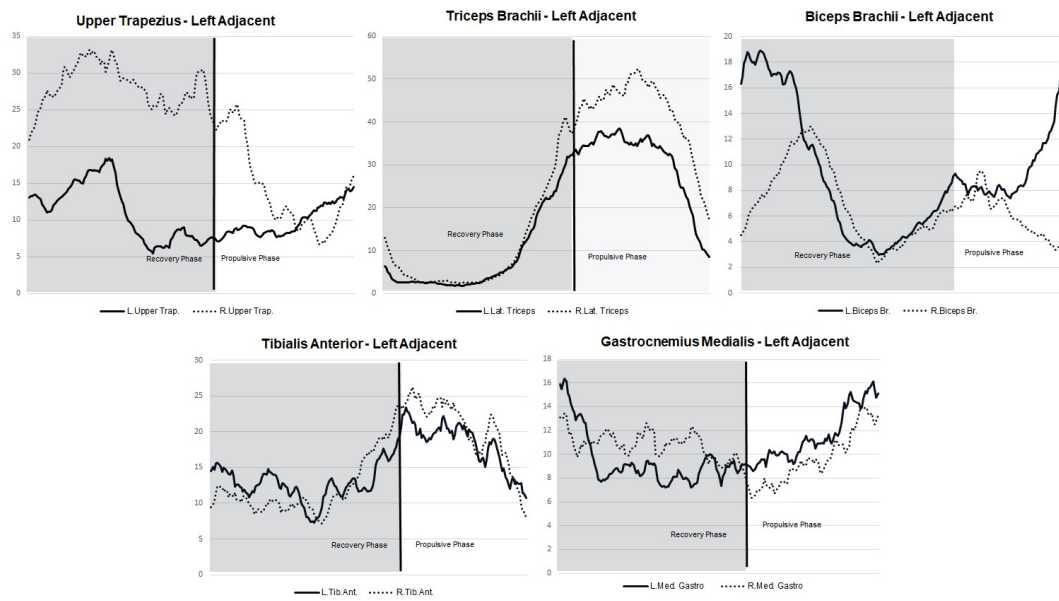 Upper Trapezius - Left Adjacent
35
30
25
20
15
10
5
0
Recovery Phase
Propulsive Phase
L.Upper Trap.
R.Upper Trap.
Triceps Brachii - Left Adjacent
60
50
40
30
20
10
0
Recovery Phase
Propulsive Phase
L.Lat. Triceps
R.Lat. Triceps
Biceps Brachii - Left Adjacent
20
18
16
14
12
10
8
6
4
2
0
Recovery Phase
Propulsive Phase
L.Biceps Br.
R.Biceps Br.
Tibialis Anterior - Left Adjacent
30
25
20
15
10
5
0
Recovery Phase
Propulsive Phase
L.Tib.Ant.
R.Tib.Ant.
Gastrocnemius Medialis - Left Adjacent
18
16
14
12
10
8
6
4
2
0
Recovery Phase
Propulsive Phase
L.Med. Gastro
R.Med. Gastro